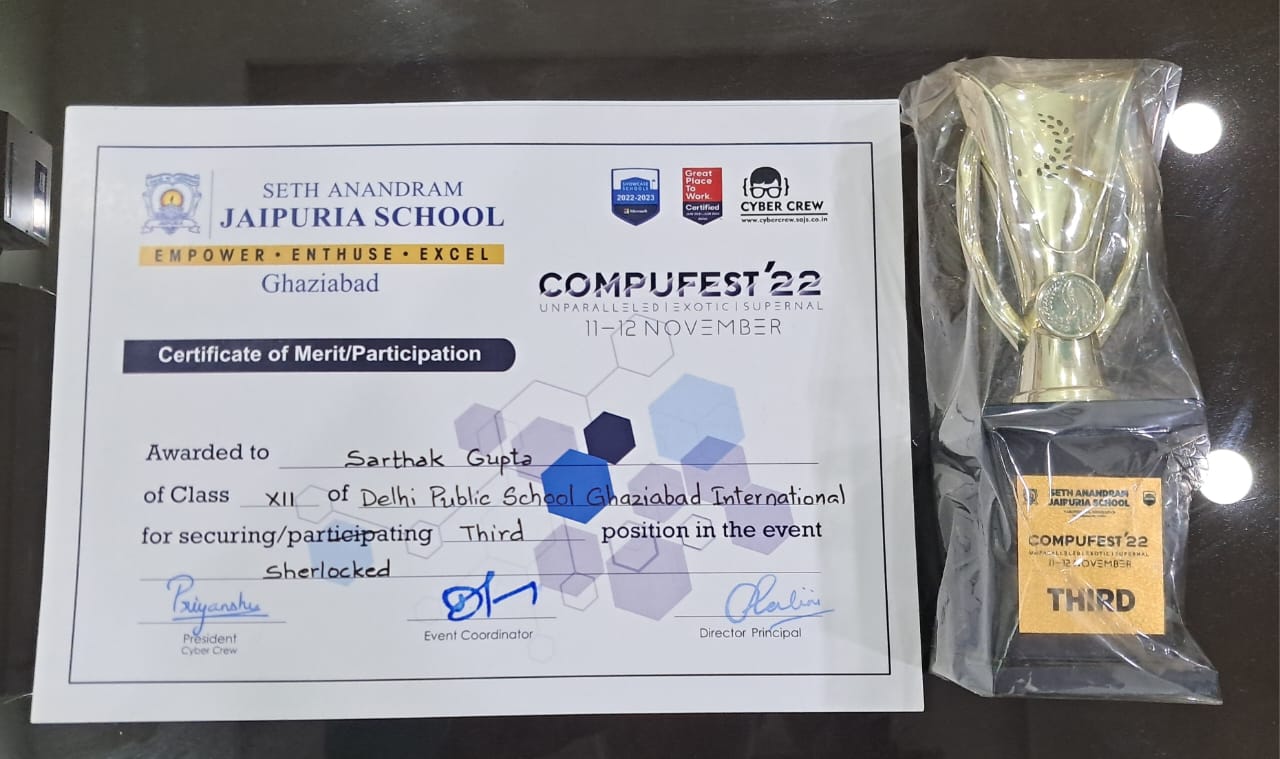 SETH ANANDRAM
JAIPURIA SCHOOL
EMPOWER • ENTHUSE • EXCEL
Ghaziabad
SHOWCASE
SCHOOLS
2022-2023
Microsoft
Great
Place
To
Work.
Certified
CYBER CREW
www.cybercrew.sajs.co.in
COMPUFEST'22
UNPARALLELED|EXOTIC|SUPERNAL
11-12 NOVEMBER
Certificate of Merit/Participation
Awarded to Sarthak Gupta
of Class XII of Delhi Public School Ghaziabad International
for securing/participating Third position in the event
Sherlocked
Priyanshu
President
Cyber Crew
Event Coordinator
Director Principal
SETH ANANDRAM
JAIPURIA SCHOOL
COMPUFEST'22
UNPARALLELED|EXOTIC|SUPERNAL
11-12 NOVEMBER
THIRD